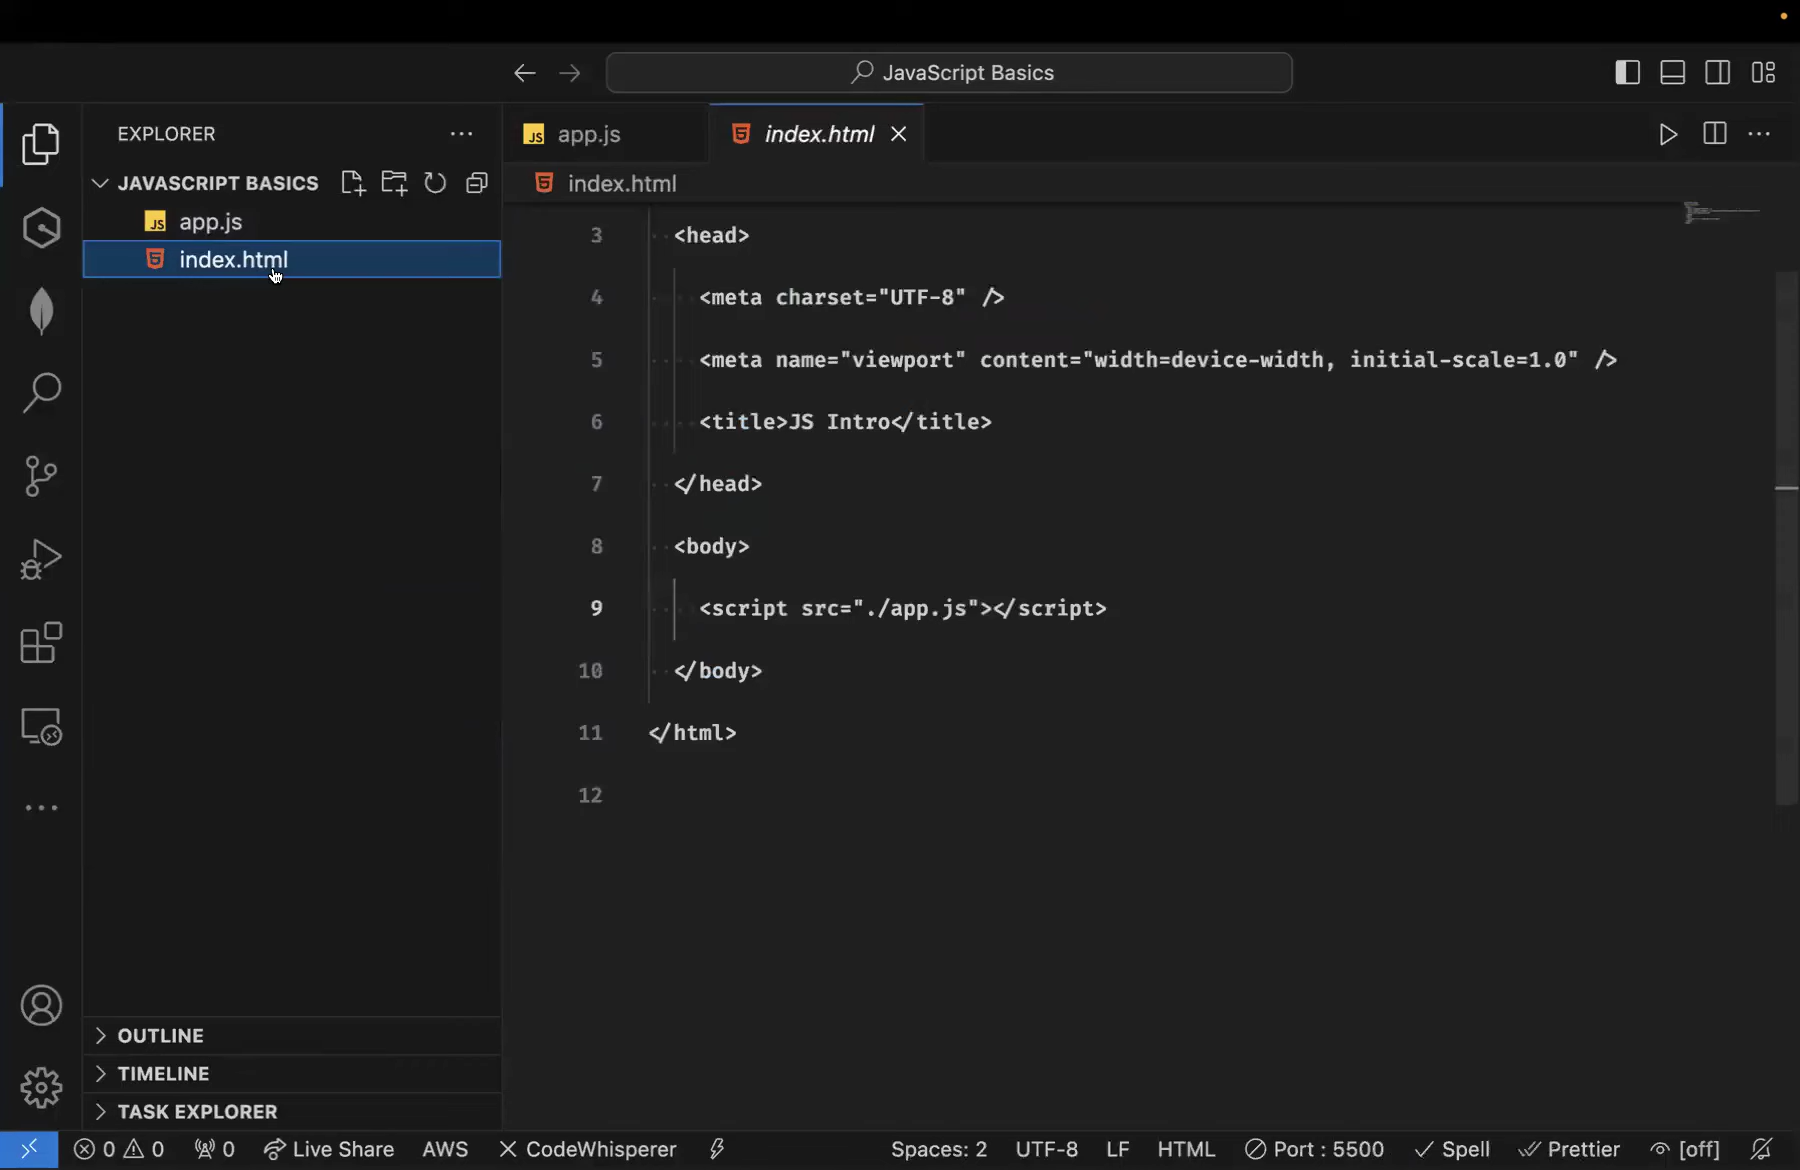 JavaScript Basics
EXPLORER
JAVASCRIPT BASICS
app.js
index.html
OUTLINE
TIMELINE
TASK EXPLORER
app.js
index.html
index.html
3 <head>
4 <meta charset="UTF-8" />
5 <meta name="viewport" content="width=device-width, initial-scale=1.0" />
6 <title>JS Intro</title>
7 </head>
8 <body>
9 <script src="./app.js"></script>
10 </body>
11 </html>
12
0 0 0 Live Share AWS CodeWhisperer Spaces: 2 UTF-8 LF HTML Port : 5500 Spell Prettier [off]